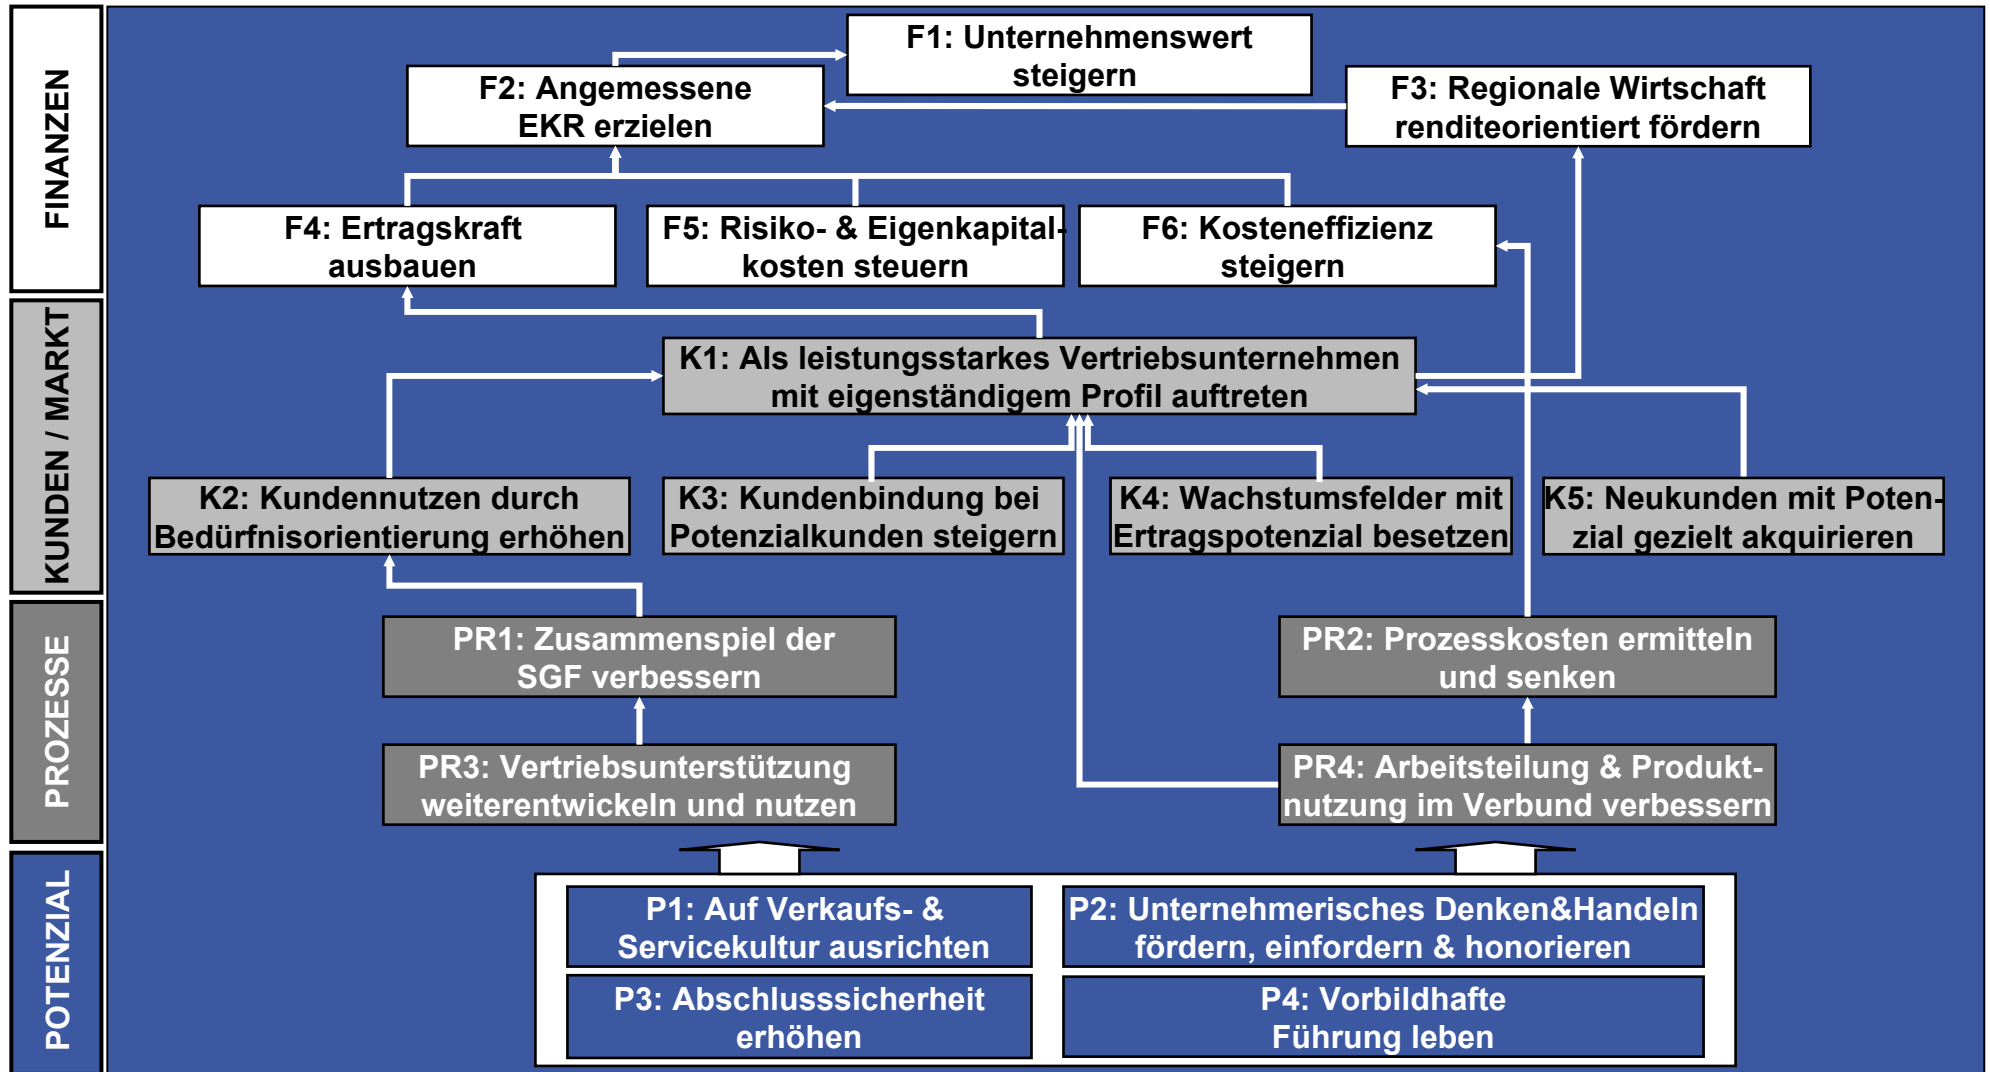 FINANZEN
F1: Unternehmenswert
steigern
F2: Angemessene
EKR erzielen
F3: Regionale Wirtschaft
renditeorientiert fördern
F4: Ertragskraft
ausbauen
F5: Risiko- & Eigenkapital-
kosten steuern
F6: Kosteneffizienz
steigern
KUNDEN / MARKT
K1: Als leistungsstarkes Vertriebsunternehmen
mit eigenständigem Profil auftreten
K2: Kundennutzen durch
Bedürfnisorientierung erhöhen
K3: Kundenbindung bei
Potenzialkunden steigern
K4: Wachstumsfelder mit
Ertragspotenzial besetzen
K5: Neukunden mit Poten-
zial gezielt akquirieren
PROZESSE
PR1: Zusammenspiel der
SGF verbessern
PR2: Prozesskosten ermitteln
und senken
PR3: Vertriebsunterstützung
weiterentwickeln und nutzen
PR4: Arbeitsteilung & Produkt-
nutzung im Verbund verbessern
POTENZIAL
P1: Auf Verkaufs- &
Servicekultur ausrichten
P2: Unternehmerisches Denken&Handeln
fördern, einfordern & honorieren
P3: Abschlusssicherheit
erhöhen
P4: Vorbildhafte
Führung leben